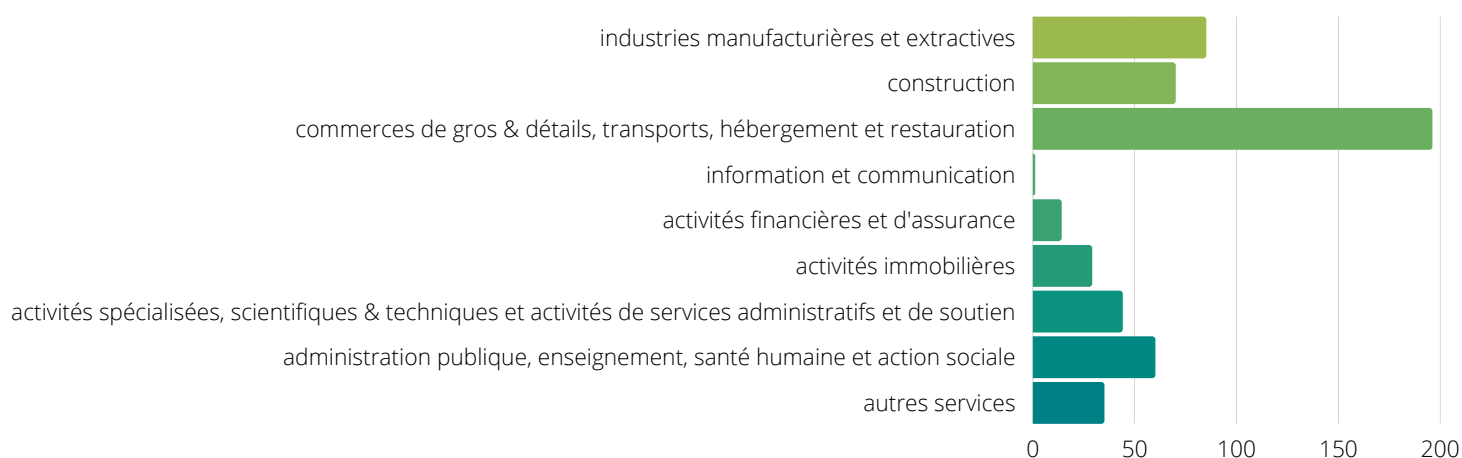 industries manufacturières et extractives
construction
commerces de gros & détails, transports, hébergement et restauration
information et communication
activités financières et d'assurance
activités immobilières
activités spécialisées, scientifiques & techniques et activités de services administratifs et de soutien
administration publique, enseignement, santé humaine et action sociale
autres services
0 50 100 150 200